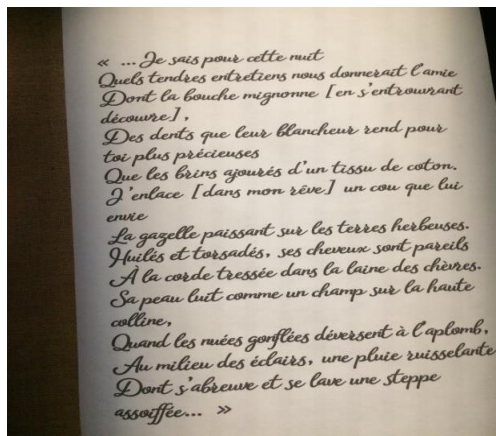 « ... Je sais pour cette nuit
Quels tendres entretiens nous donnerait l'amie
Dont la bouche mignonne [en s'entrouvrant
découvre],
Des dents que leur blancheur rend pour
toi plus précieuses
Que les brins ajourés d'un tissu de coton.
J'enlace [dans mon rêve] un cou que lui
envie
La gazelle paissant sur les terres herbeuses.
Huilés et torsadés, ses cheveux sont pareils
À la corde tressée dans la laine des chèvres.
Sa peau luit comme un champ sur la haute
colline,
Quand les nuées gonflées déversent à l'aplomb,
Au milieu des éclairs, une pluie ruisselante
Dont s'abreuve et se lave une steppe
assoiffée... »